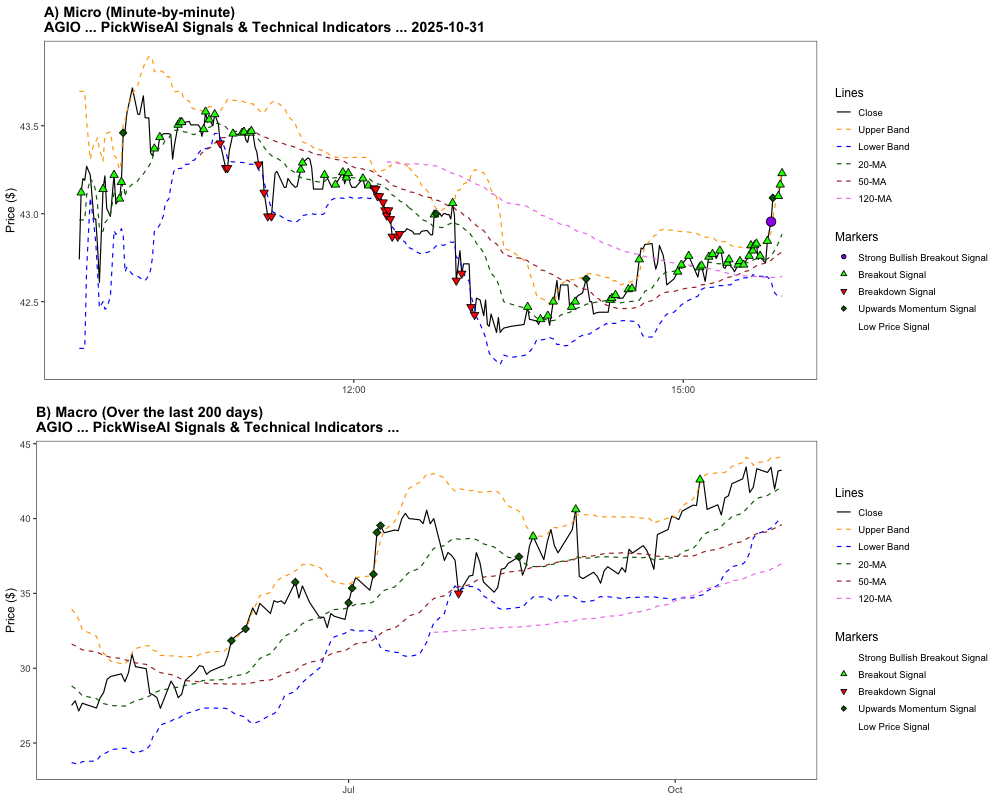 A) Micro (Minute-by-minute)
AGIO ... PickWiseAI Signals & Technical Indicators ... 2025-10-31
Price ($)
43.5
43.0
42.5
12:00
15:00
Lines
Close
Upper Band
Lower Band
20-MA
50-MA
120-MA
Markers
Strong Bullish Breakout Signal
Breakout Signal
Breakdown Signal
Upwards Momentum Signal
Low Price Signal
B) Macro (Over the last 200 days)
AGIO ... PickWiseAI Signals & Technical Indicators ...
Price ($)
45
40
35
30
25
Jul
Oct
Lines
Close
Upper Band
Lower Band
20-MA
50-MA
120-MA
Markers
Strong Bullish Breakout Signal
Breakout Signal
Breakdown Signal
Upwards Momentum Signal
Low Price Signal